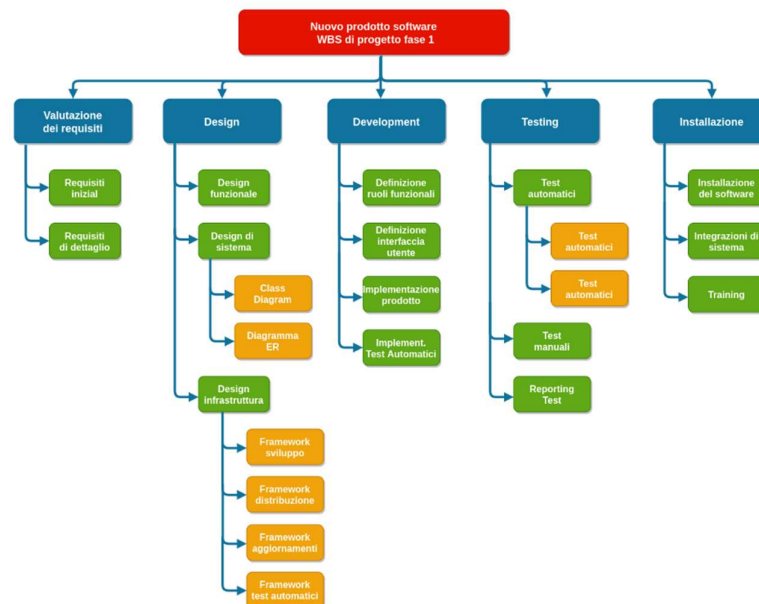 Nuovo prodotto software
WBS di progetto fase 1
Valutazione
dei requisiti
Requisiti
inizial
Requisiti
di dettaglio
Design
Design
funzionale
Design di
sistema
Class
Diagram
Diagramma
ER
Design
infrastruttura
Framework
sviluppo
Framework
distribuzione
Framework
aggiornamenti
Framework
test automatici
Development
Definizione
ruoli funzionali
Definizione
interfaccia
utente
Implementazione
prodotto
Implement.
Test Automatici
Testing
Test
automatici
Test
automatici
Test
automatici
Test
manuali
Reporting
Test
Installazione
Installazione
del software
Integrazioni di
sistema
Training